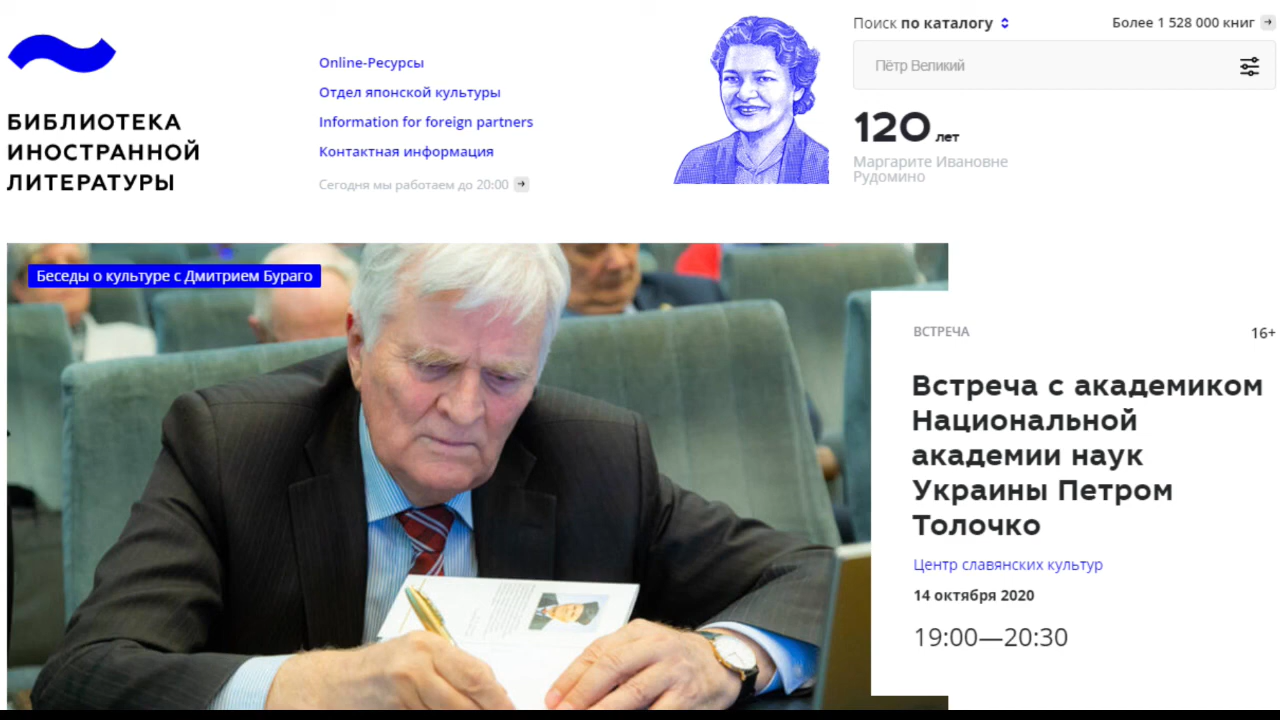 БИБЛИОТЕКА
ИНОСТРАННОЙ
ЛИТЕРАТУРЫ
Online-Ресурсы
Отдел японской культуры
Information for foreign partners
Контактная информация
Сегодня мы работаем до 20:00
Поиск по каталогу
Более 1 528 000 книг
Пётр Великий
120 лет
Маргарите Ивановне
Рудомино
Беседы о культуре с Дмитрием Бураго
ВСТРЕЧА
16+
Встреча с академиком
Национальной
академии наук
Украины Петром
Толочко
Центр славянских культур
14 октября 2020
19:00—20:30